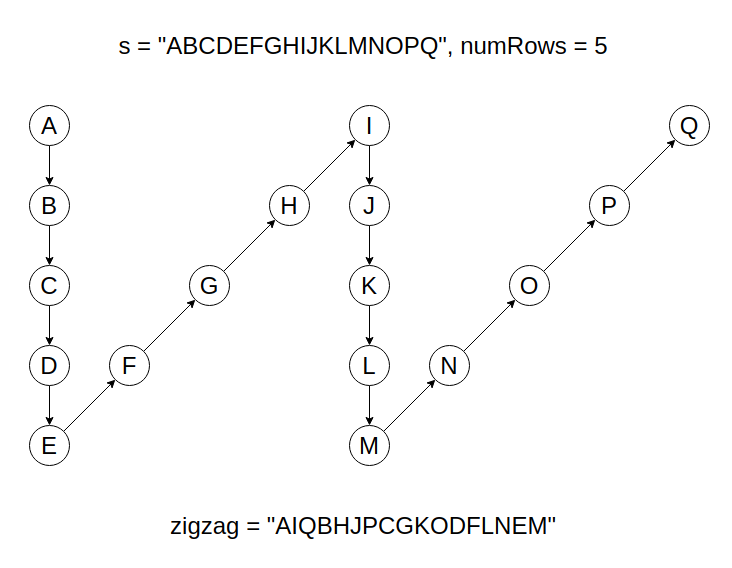 s = "ABCDEFGHIJKLMNOPQ", numRows = 5
A I Q
B H J P
C G K O
D F L N
E M
zigzag = "AIQBHJPCGKODFLNEM"